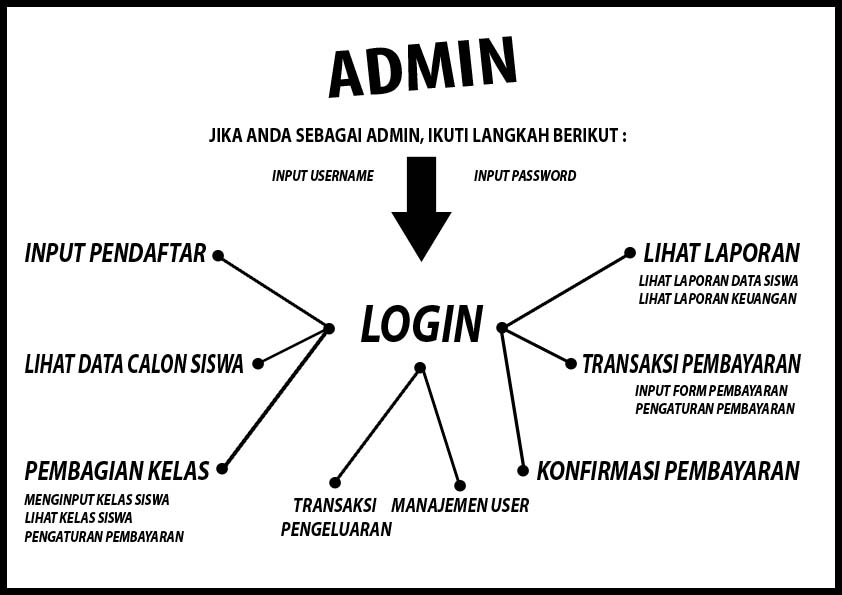 ADMIN
JIKA ANDA SEBAGAI ADMIN, IKUTI LANGKAH BERIKUT :
INPUT USERNAME
INPUT PASSWORD
LOGIN
INPUT PENDAFTAR
LIHAT DATA CALON SISWA
PEMBAGIAN KELAS
MENGINPUT KELAS SISWA
LIHAT KELAS SISWA
PENGATURAN PEMBAYARAN
TRANSAKSI
PENGELUARAN
MANAJEMEN USER
LIHAT LAPORAN
LIHAT LAPORAN DATA SISWA
LIHAT LAPORAN KEUANGAN
TRANSAKSI PEMBAYARAN
INPUT FORM PEMBAYARAN
PENGATURAN PEMBAYARAN
KONFIRMASI PEMBAYARAN